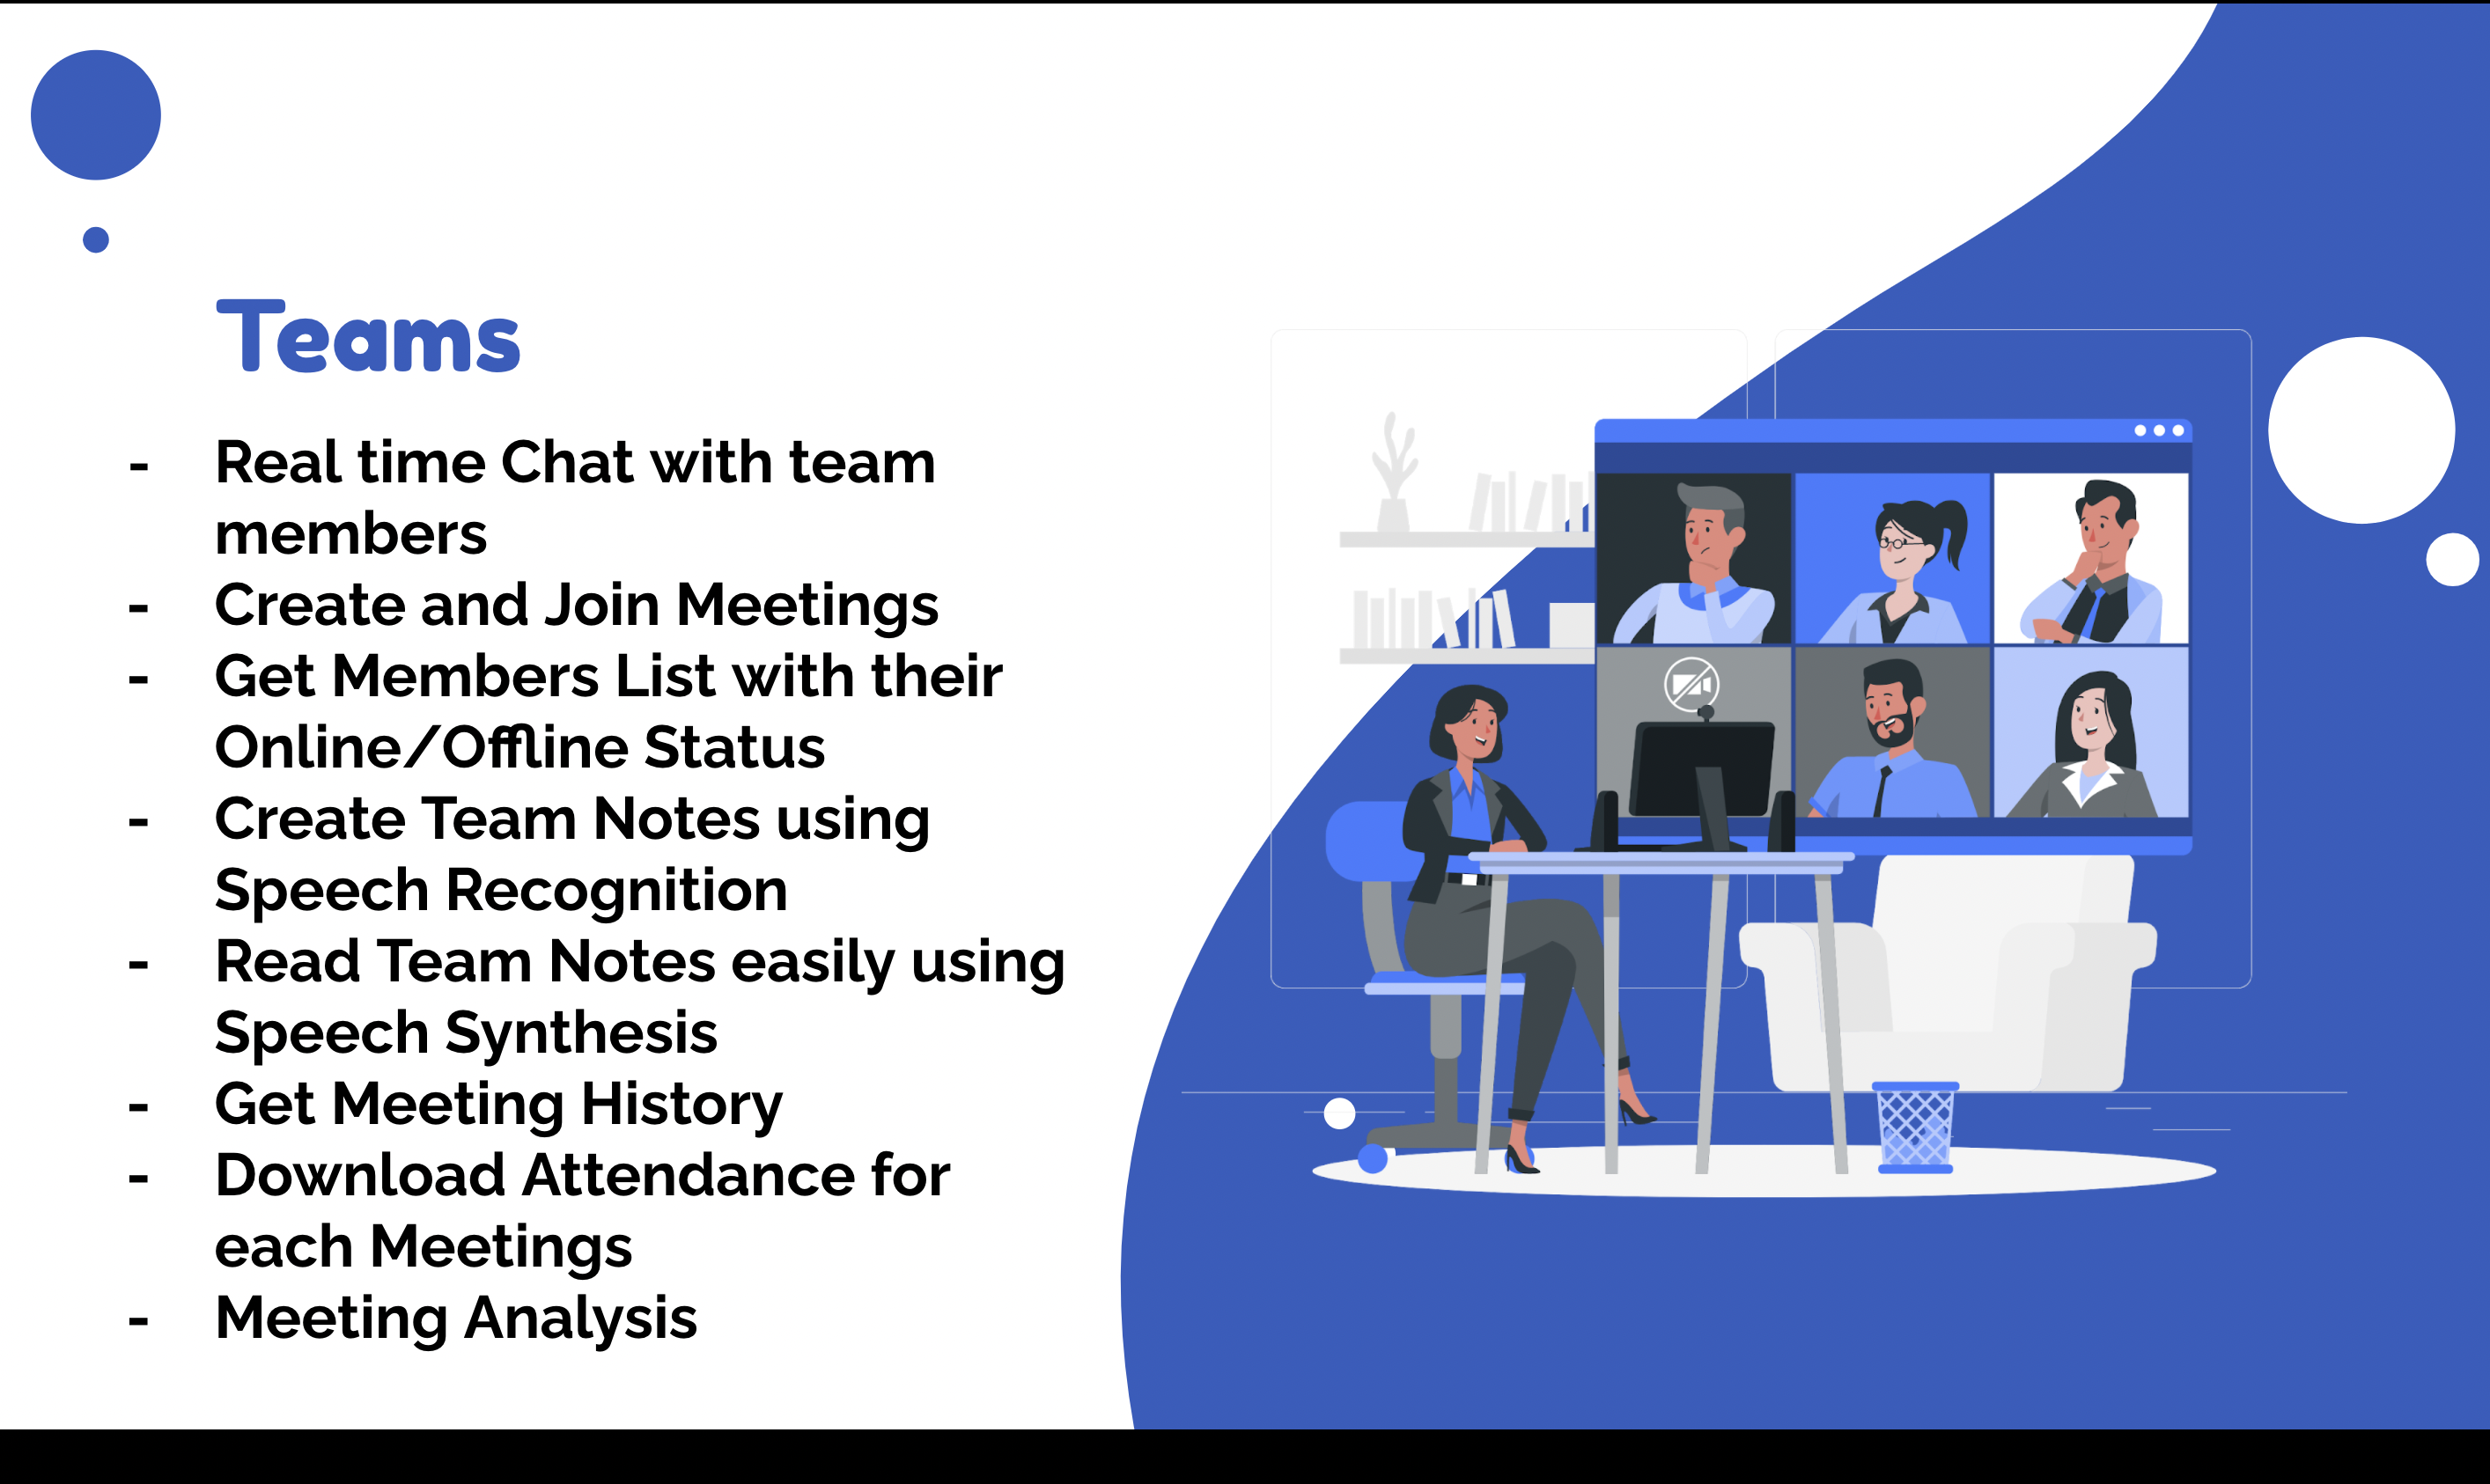 Teams
- Real time Chat with team
members
- Create and Join Meetings
- Get Members List with their
Online/Offline Status
- Create Team Notes using
Speech Recognition
- Read Team Notes easily using
Speech Synthesis
- Get Meeting History
- Download Attendance for
each Meetings
- Meeting Analysis